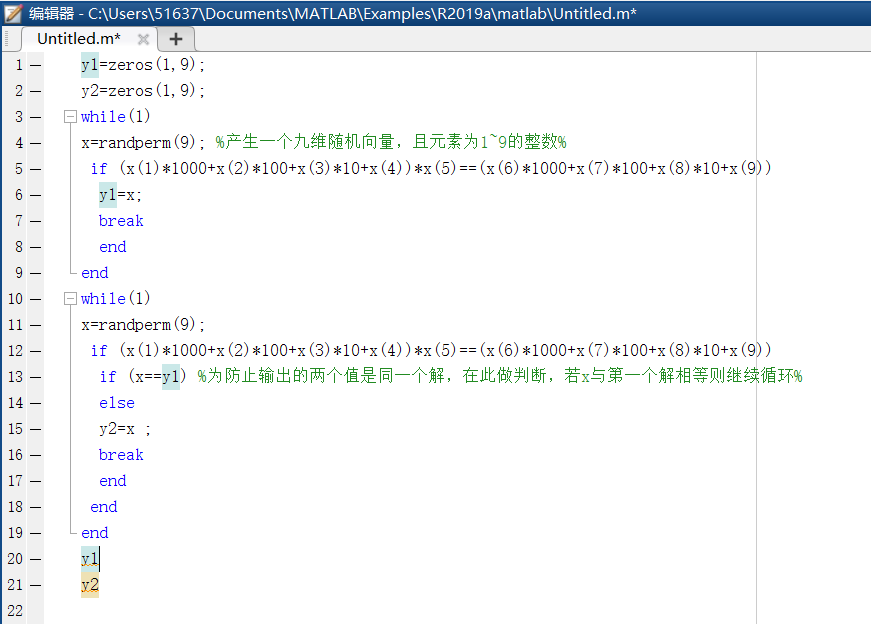 编辑器 - C:\Users\51637\Documents\MATLAB\Examples\R2019a\matlab\Untitled.m*
Untitled.m* × +
1 — y1=zeros(1,9);
2 — y2=zeros(1,9);
3 — while(1)
4 — x=randperm(9); %产生一个九维随机向量，且元素为1~9的整数%
5 — if (x(1)*1000+x(2)*100+x(3)*10+x(4))*x(5)==(x(6)*1000+x(7)*100+x(8)*10+x(9))
6 — y1=x;
7 — break
8 — end
9 — end
10 — while(1)
11 — x=randperm(9);
12 — if (x(1)*1000+x(2)*100+x(3)*10+x(4))*x(5)==(x(6)*1000+x(7)*100+x(8)*10+x(9))
13 — if (x==y1) %为防止输出的两个值是同一个解，在此做判断，若x与第一个解相等则继续循环%
14 — else
15 — y2=x ;
16 — break
17 — end
18 — end
19 — end
20 — y1
21 — y2
22